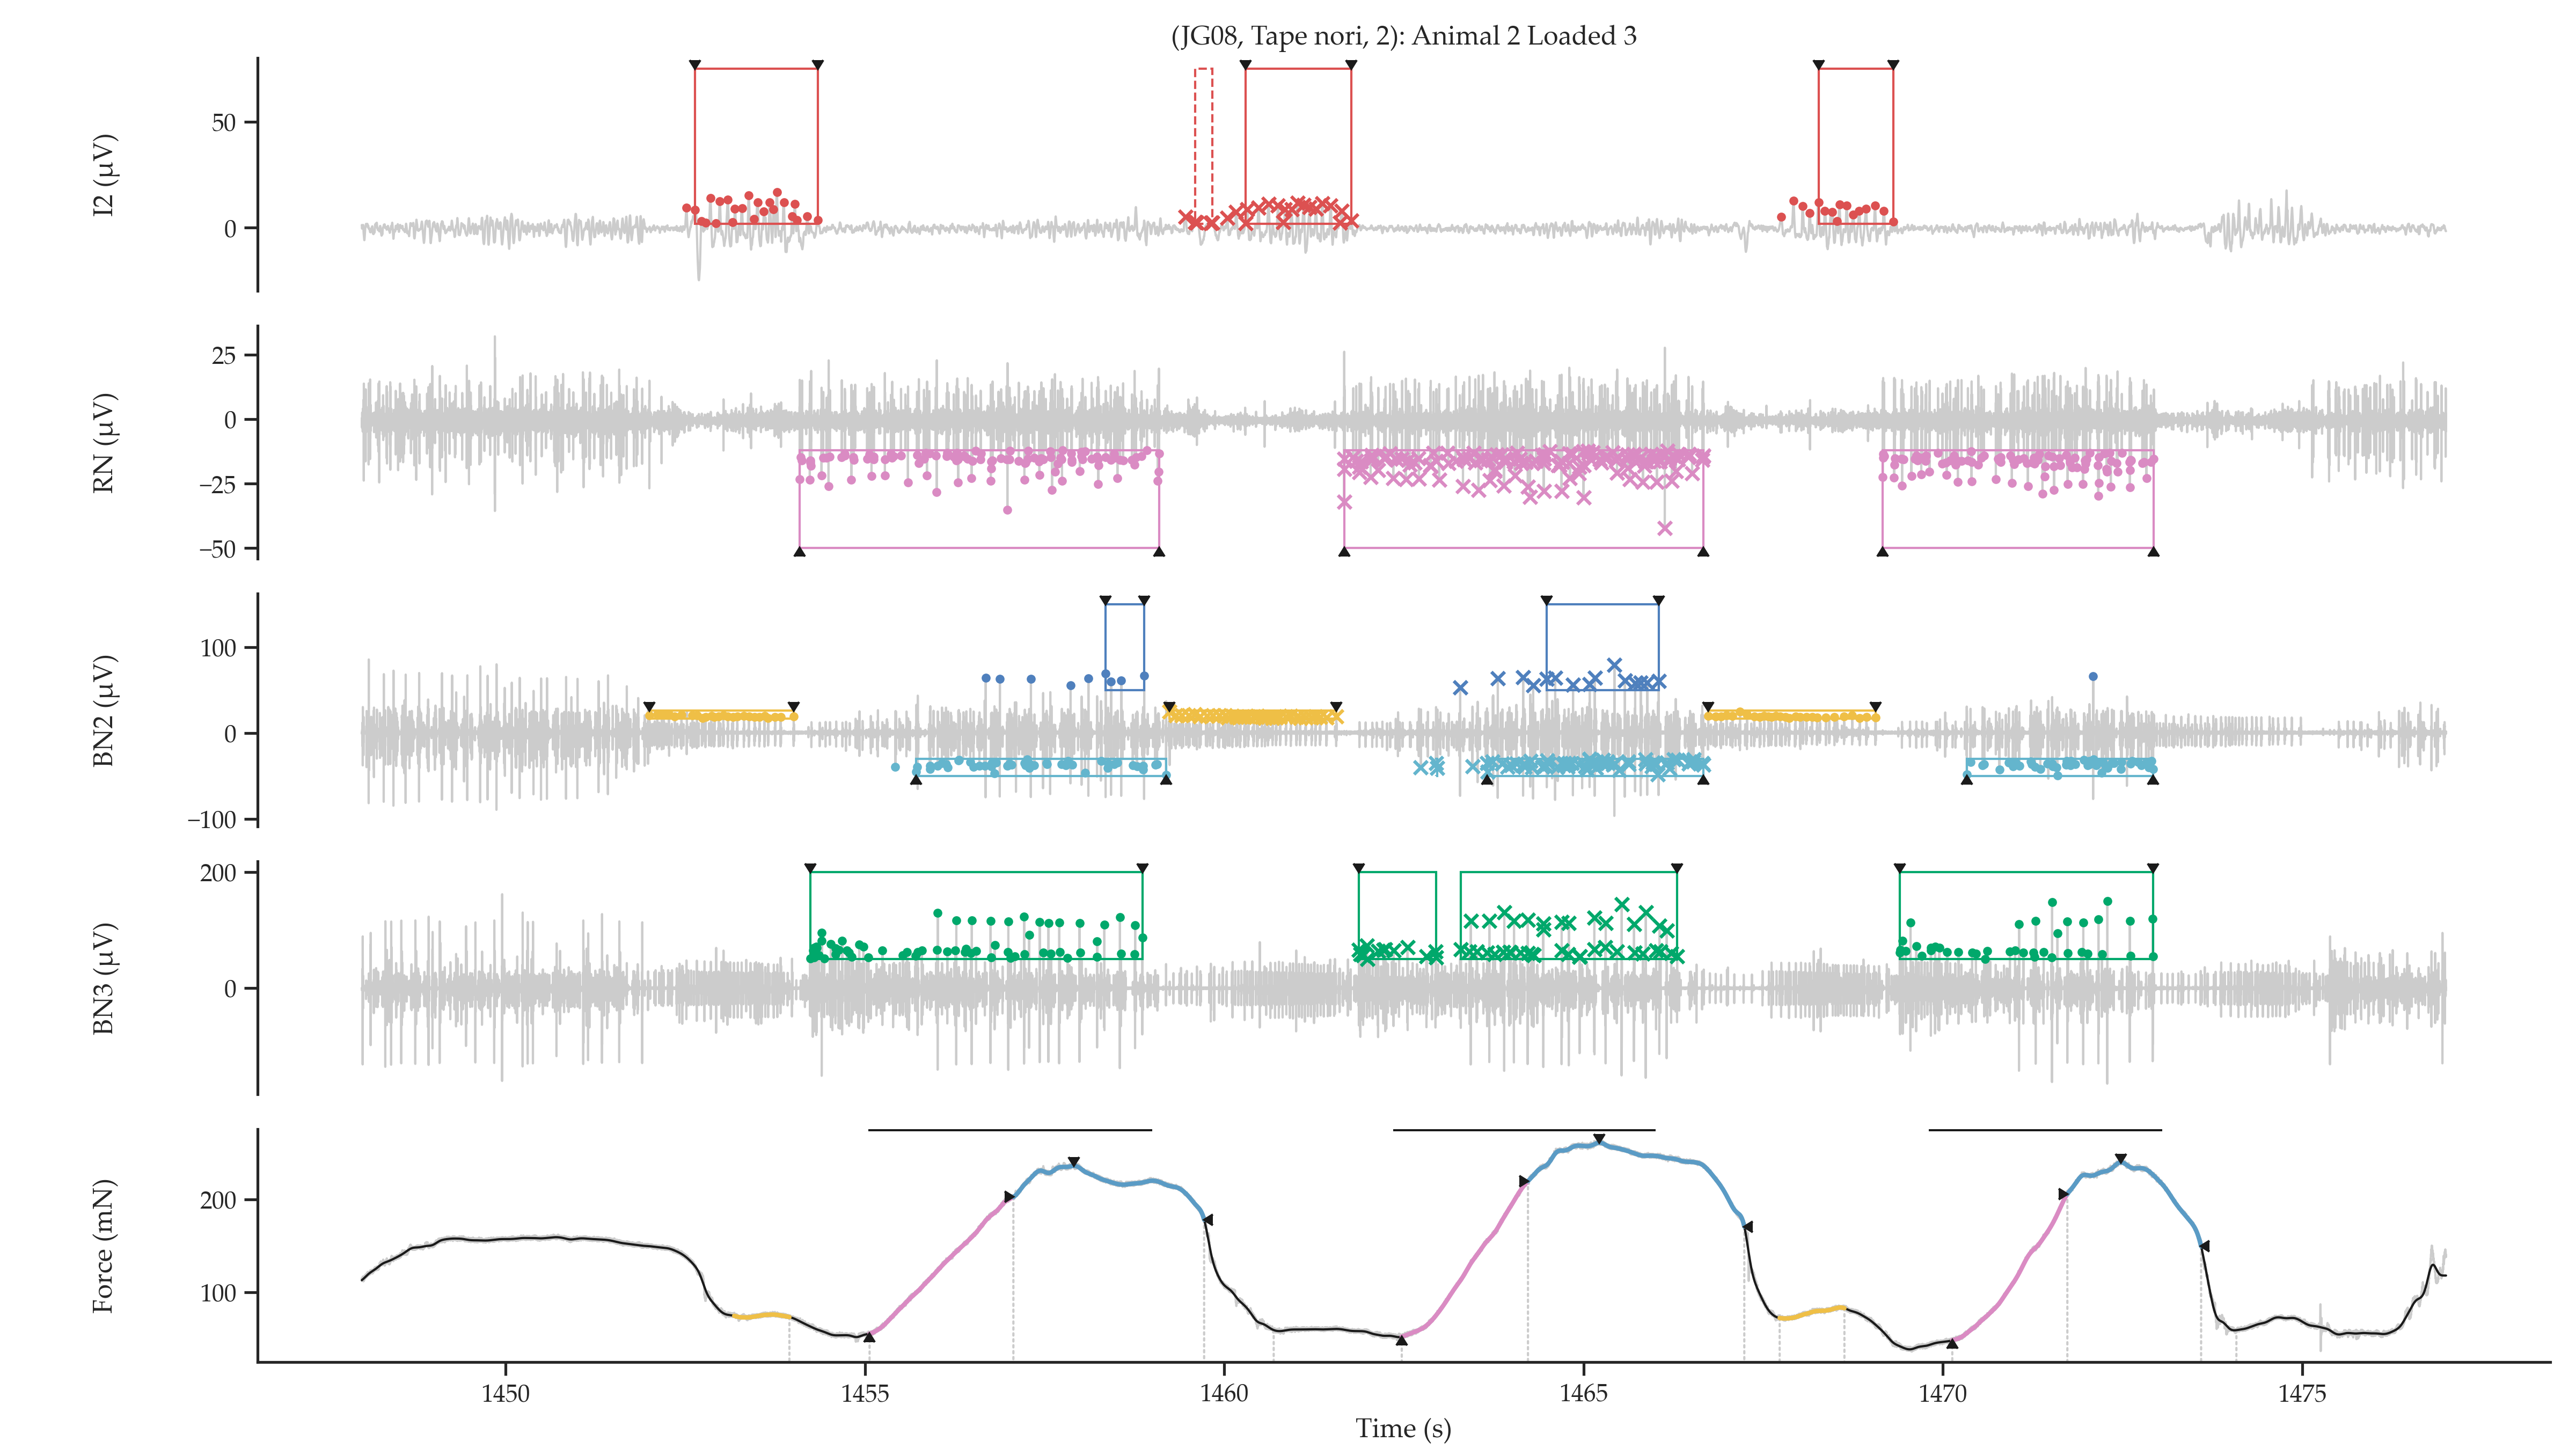 (JG08, Tape nori, 2): Animal 2 Loaded 3
I2 (µV)
50
0
RN (µV)
25
0
−25
−50
BN2 (µV)
100
0
−100
BN3 (µV)
200
0
Force (mN)
200
100
1450 1455 1460 1465 1470 1475
Time (s)